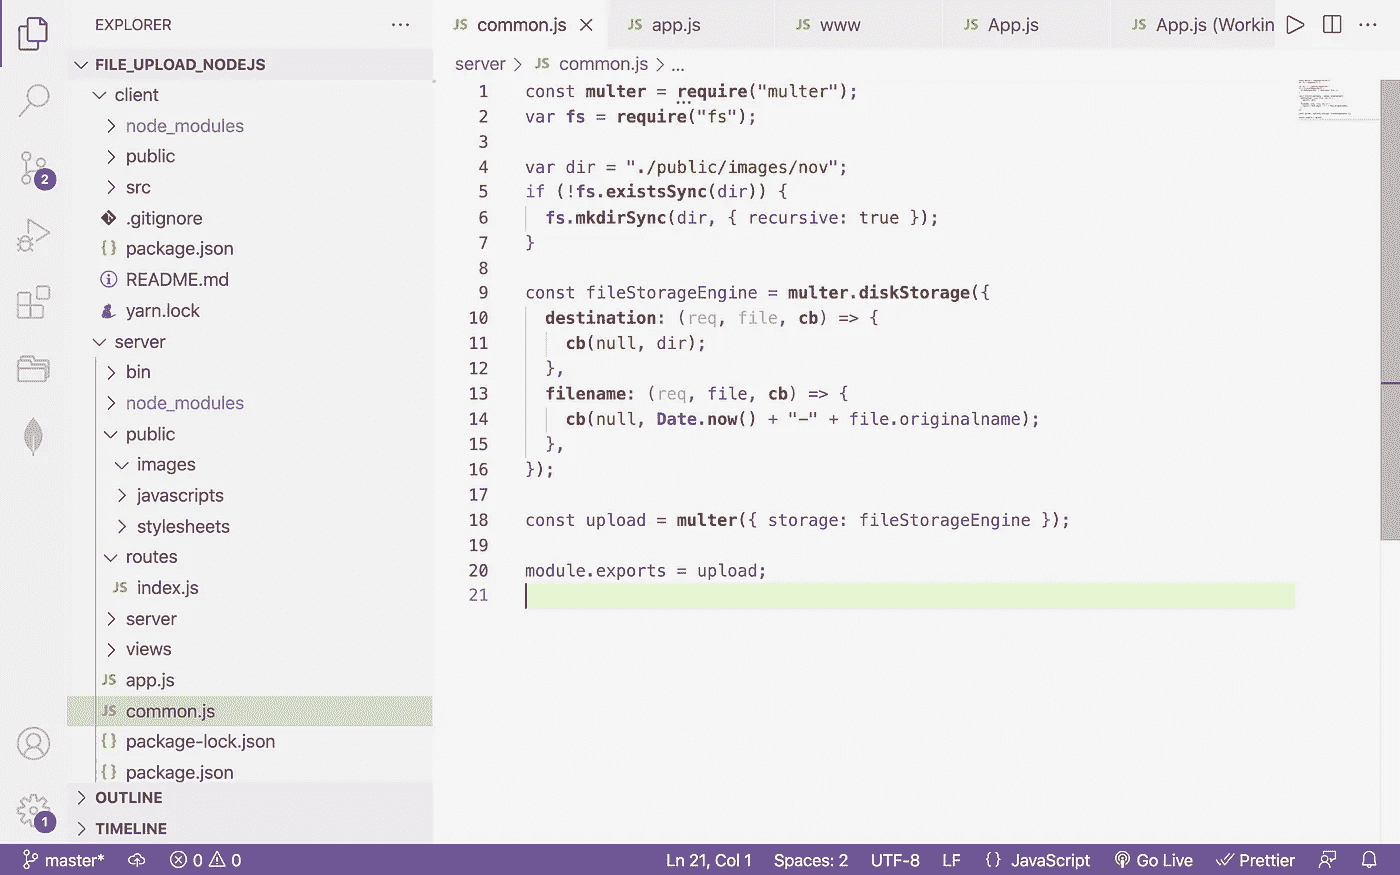 EXPLORER
FILE_UPLOAD_NODEJS
client
node_modules
public
src
.gitignore
{} package.json
README.md
yarn.lock
server
bin
node_modules
public
images
javascripts
stylesheets
routes
JS index.js
server
views
JS app.js
JS common.js
{} package-lock.json
{} package.json
OUTLINE
TIMELINE
2
1
JS common.js JS app.js JS www JS App.js JS App.js (Workin
server > JS common.js > ...
1 const multer = require("multer");
2 var fs = require("fs");
3
4 var dir = "./public/images/nov";
5 if (!fs.existsSync(dir)) {
6 fs.mkdirSync(dir, { recursive: true });
7 }
8
9 const fileStorageEngine = multer.diskStorage({
10 destination: (req, file, cb) => {
11 cb(null, dir);
12 },
13 filename: (req, file, cb) => {
14 cb(null, Date.now() + "-" + file.originalname);
15 },
16 });
17
18 const upload = multer({ storage: fileStorageEngine });
19
20 module.exports = upload;
21
master* 0 0 Ln 21, Col 1 Spaces: 2 UTF-8 LF {} JavaScript Go Live Prettier